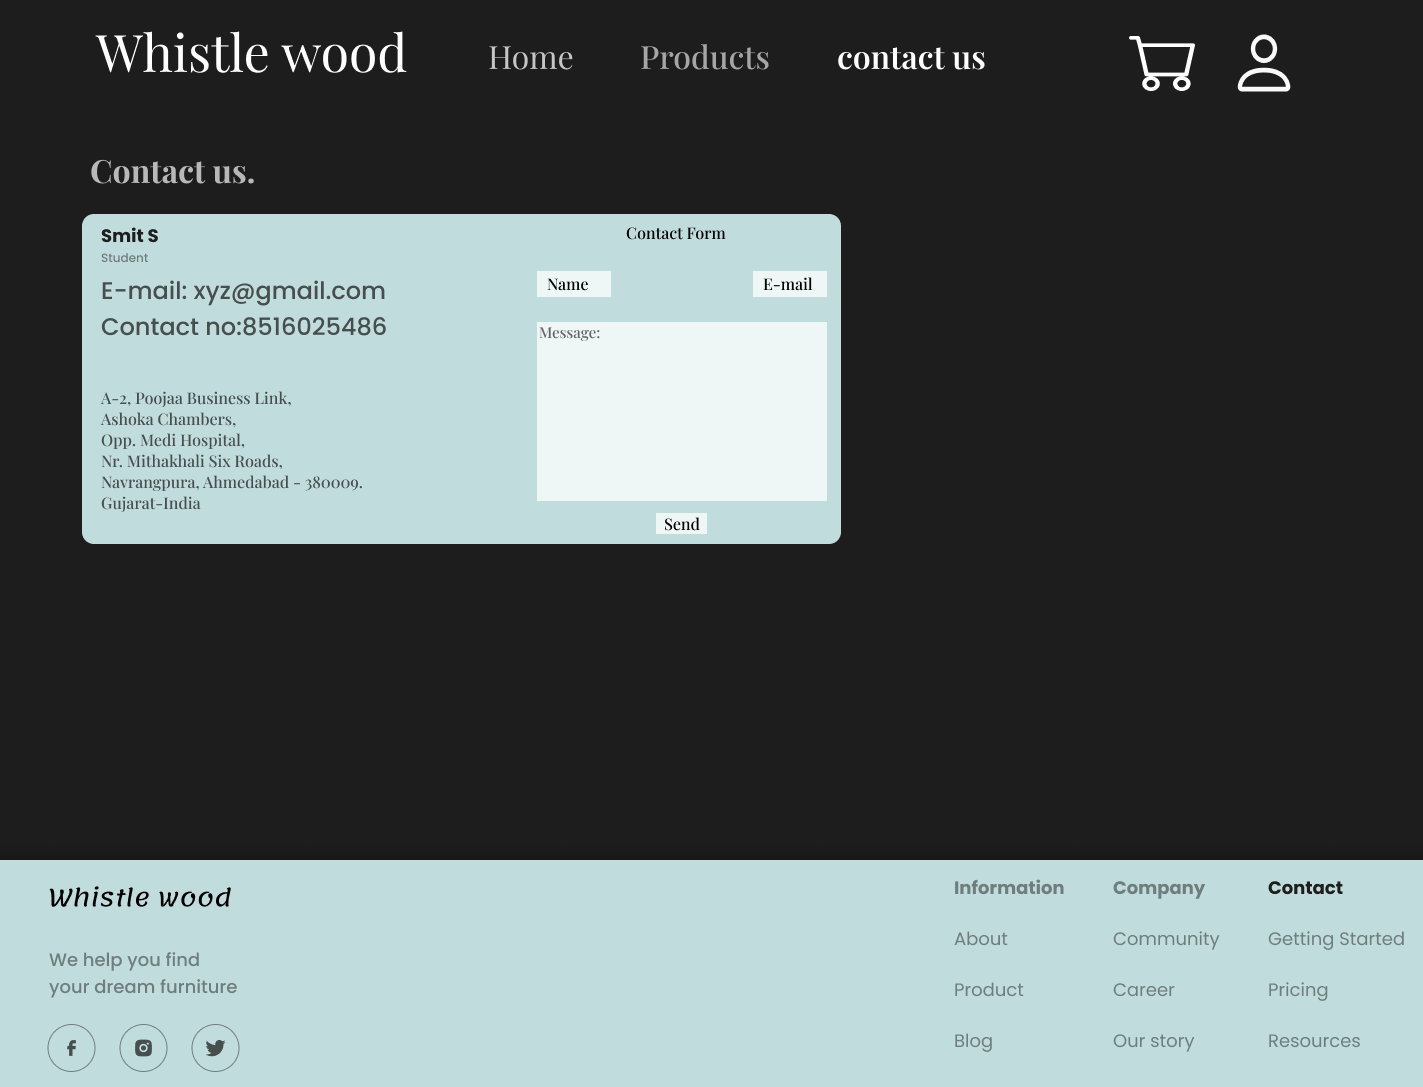 Whistle wood
Home
Products
contact us
Contact us.
Smit S
Student
E-mail: xyz@gmail.com
Contact no:8516025486
A-2, Poojaa Business Link,
Ashoka Chambers,
Opp. Medi Hospital,
Nr. Mithakhali Six Roads,
Navrangpura, Ahmedabad - 380009.
Gujarat-India
Contact Form
Name
E-mail
Message:
Send
Whistle wood
We help you find
your dream furniture
Information
About
Product
Blog
Company
Community
Career
Our story
Contact
Getting Started
Pricing
Resources